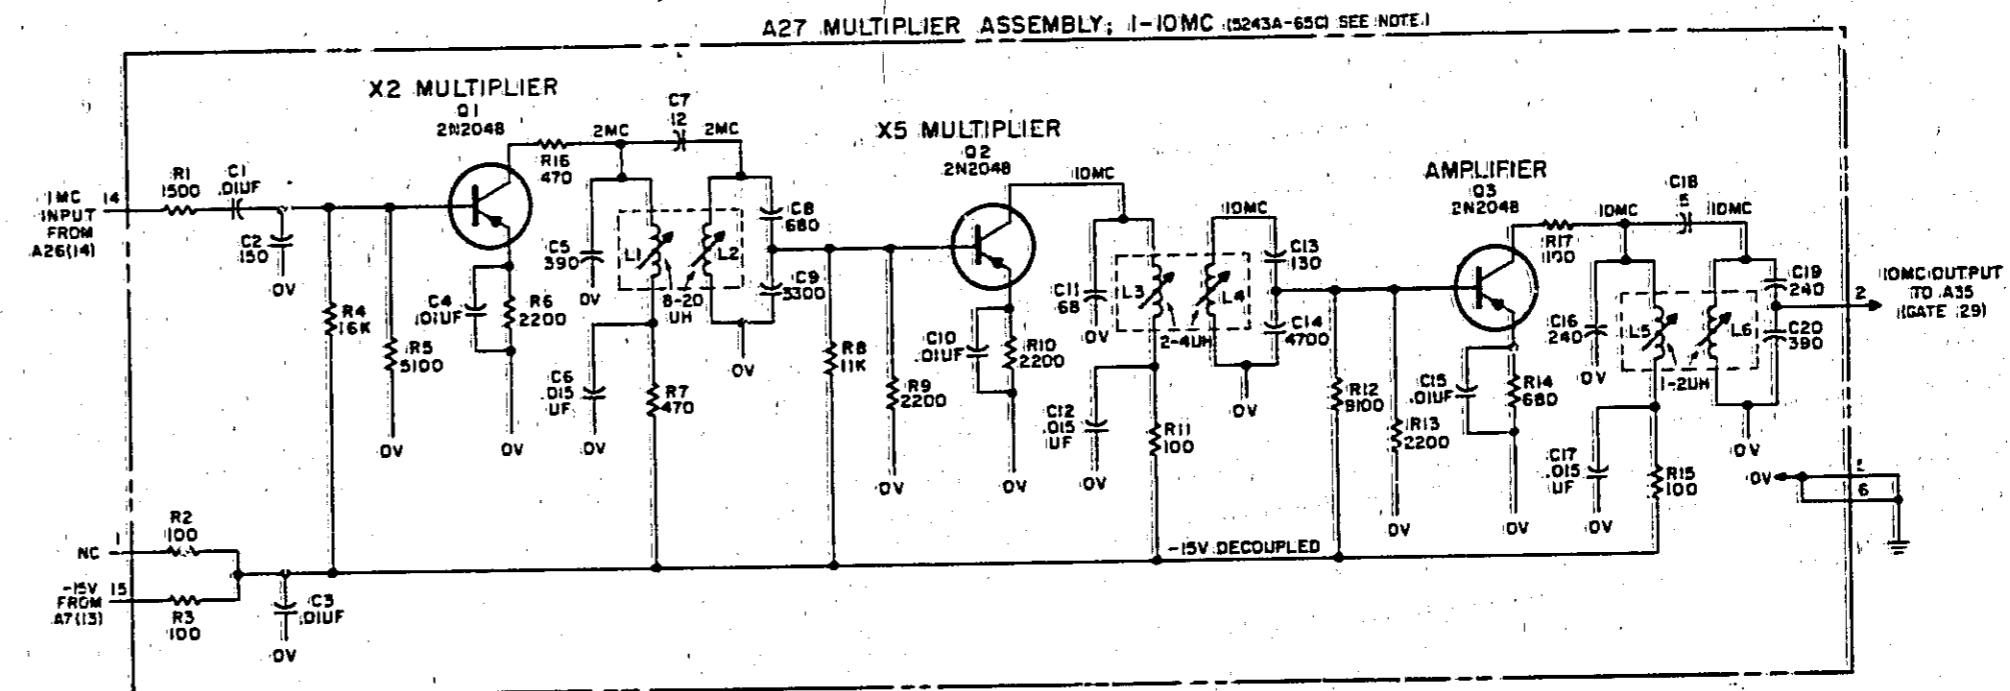 A27 MULTIPLIER ASSEMBLY; 1-10MC (5243A-65C) SEE NOTE 1
X2 MULTIPLIER
Q1
2N2048
X5 MULTIPLIER
Q2
2N2048
AMPLIFIER
Q3
2N2048
1MC
INPUT
FROM
A26(14)
14
R1
1500
C1
.01UF
C2
150
0V
R4
16K
R5
5100
0V
C4
.01UF
R6
2200
0V
R16
470
2MC
C7
12
2MC
C5
390
0V
L1
L2
8-20
UH
C6
.015
UF
0V
R7
470
C8
680
C9
3300
0V
R8
11K
R9
2200
0V
C10
.01UF
R10
2200
0V
10MC
C11
68
0V
L3
L4
2-4UH
C12
.015
UF
0V
R11
100
10MC
C13
130
C14
4700
0V
R12
9100
R13
2200
0V
C15
.01UF
R14
680
0V
R17
100
10MC
C18
5
10MC
C16
240
0V
L5
L6
1-2UH
C17
.015
UF
0V
R15
100
C19
240
C20
390
0V
2
10MC OUTPUT
TO A35
(GATE 29)
0V
6
-15V DECOUPLED
NC
1
R2
100
-15V
FROM
A7(13)
15
R3
100
C3
.01UF
0V